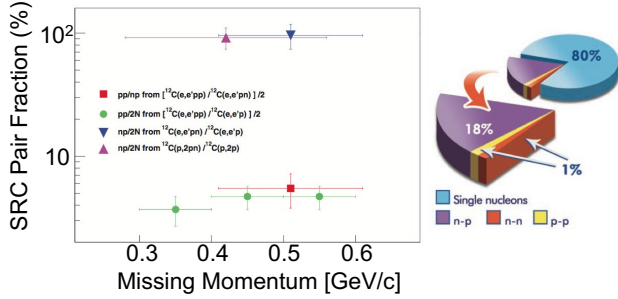 SRC Pair Fraction (%)
10²
10
pp/np from [¹²C(e,e'pp) /¹²C(e,e'pn) ] /2
pp/2N from [¹²C(e,e'pp) /¹²C(e,e'p) ] /2
np/2N from ¹²C(e,e'pn) /¹²C(e,e'p)
np/2N from ¹²C(p,2pn) /¹²C(p,2p)
0.3 0.4 0.5 0.6
Missing Momentum [GeV/c]
80%
18%
1%
Single nucleons
n-p n-n p-p